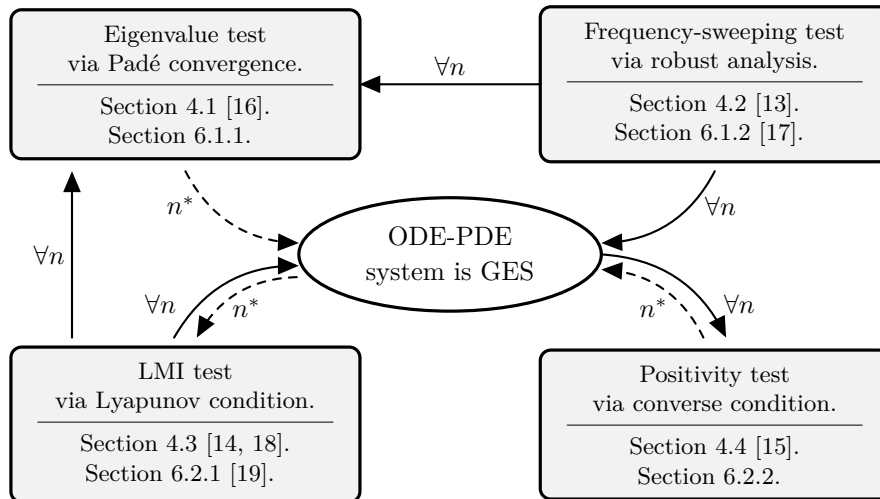 Eigenvalue test
via Padé convergence.
Section 4.1 [16].
Section 6.1.1.
∀n
Frequency-sweeping test
via robust analysis.
Section 4.2 [13].
Section 6.1.2 [17].
n*
∀n
ODE-PDE
system is GES
∀n
∀n
n*
n*
∀n
LMI test
via Lyapunov condition.
Section 4.3 [14, 18].
Section 6.2.1 [19].
Positivity test
via converse condition.
Section 4.4 [15].
Section 6.2.2.